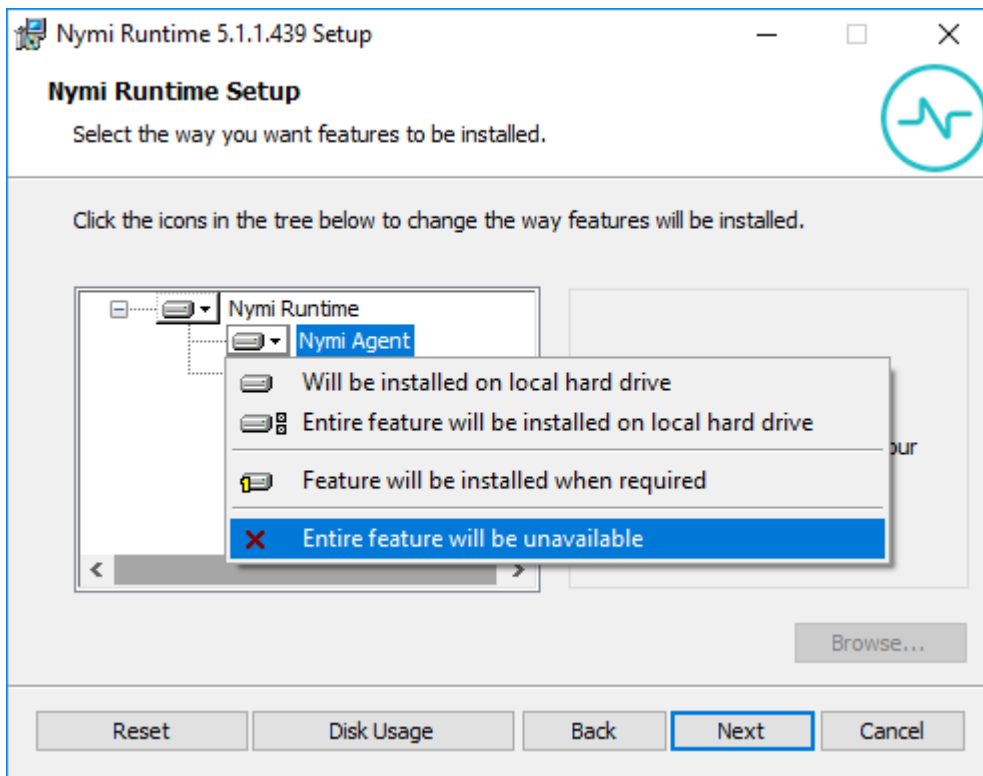 Nymi Runtime 5.1.1.439 Setup
Nymi Runtime Setup
Select the way you want features to be installed.
Click the icons in the tree below to change the way features will be installed.
Nymi Runtime
Nymi Agent
Will be installed on local hard drive
Entire feature will be installed on local hard drive
Feature will be installed when required
Entire feature will be unavailable
Browse...
Reset
Disk Usage
Back
Next
Cancel